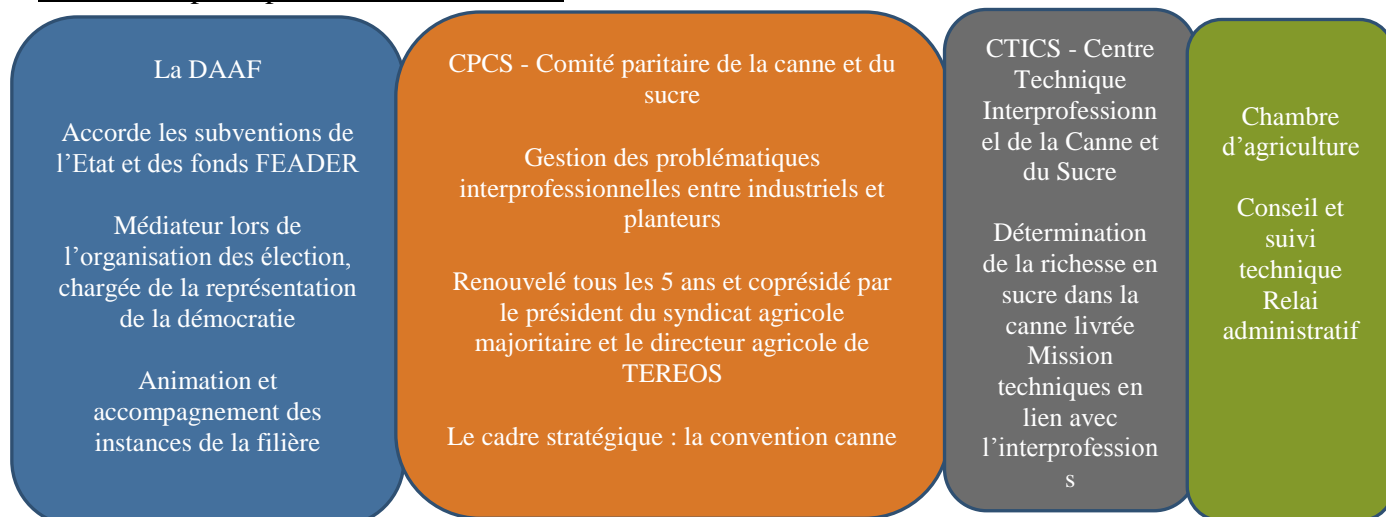 La DAAF
Accorde les subventions de
l'Etat et des fonds FEADER
Médiateur lors de
l'organisation des élection,
chargée de la représentation
de la démocratie
Animation et
accompagnement des
instances de la filière
CPCS - Comité paritaire de la canne et du
sucre
Gestion des problématiques
interprofessionnelles entre industriels et
planteurs
Renouvelé tous les 5 ans et coprésidé par
le président du syndicat agricole
majoritaire et le directeur agricole de
TEREOS
Le cadre stratégique : la convention canne
CTICS - Centre
Technique
Interprofessionn
el de la Canne et
du Sucre
Détermination
de la richesse en
sucre dans la
canne livrée
Mission
techniques en
lien avec
l'interprofession
s
Chambre
d'agriculture
Conseil et
suivi
technique
Relai
administratif